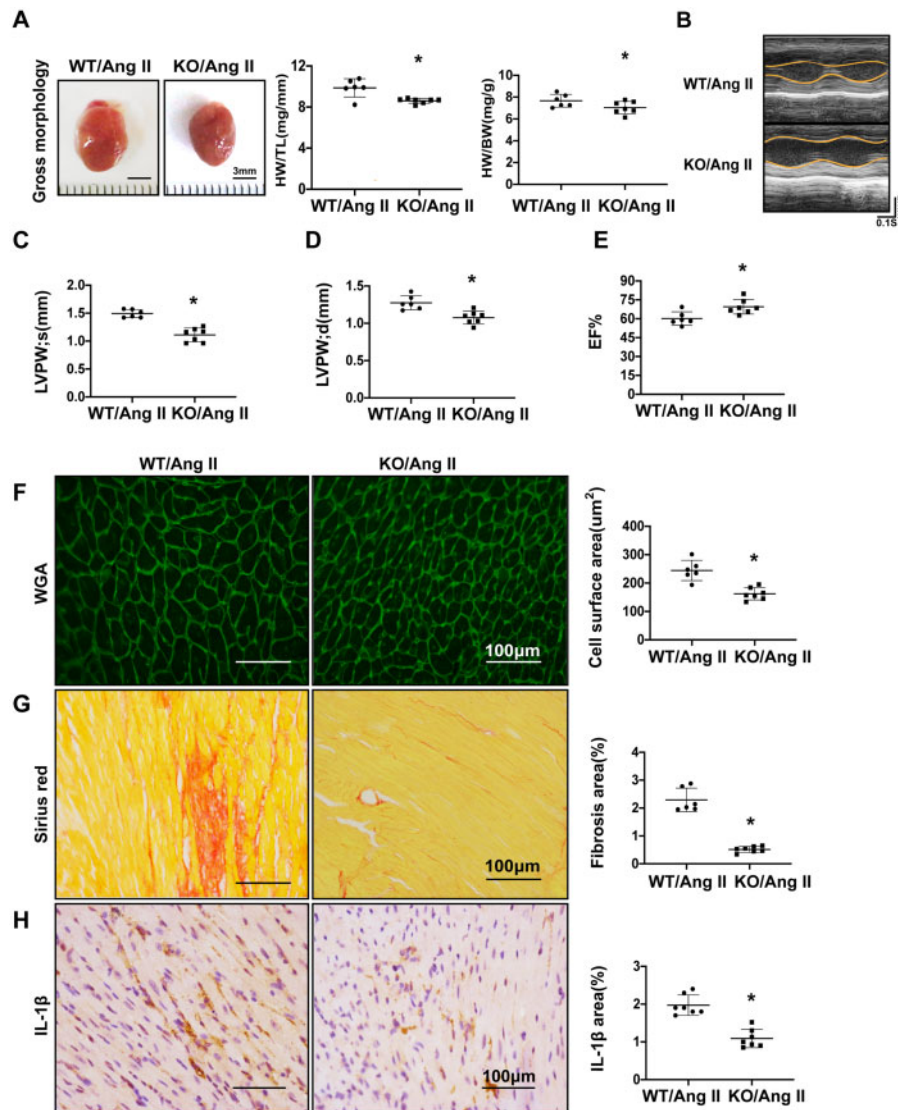 A
WT/Ang II
KO/Ang II
Gross morphology
3mm
HW/TL(mg/mm)
15
10
5
0
*
WT/Ang II KO/Ang II
HW/BW(mg/g)
10
8
6
4
2
0
*
WT/Ang II KO/Ang II
B
WT/Ang II
KO/Ang II
0.1S
C
LVPW;s(mm)
2.0
1.5
1.0
0.5
0.0
*
WT/Ang II KO/Ang II
D
LVPW;d(mm)
1.5
1.0
0.5
0.0
*
WT/Ang II KO/Ang II
E
EF%
90
75
60
45
30
15
0
*
WT/Ang II KO/Ang II
WT/Ang II
KO/Ang II
F
WGA
100μm
Cell surface area(um²)
400
300
200
100
0
*
WT/Ang II KO/Ang II
G
Sirius red
100μm
Fibrosis area(%)
4
3
2
1
0
*
WT/Ang II KO/Ang II
H
IL-1β
100μm
IL-1β area(%)
3
2
1
0
*
WT/Ang II KO/Ang II